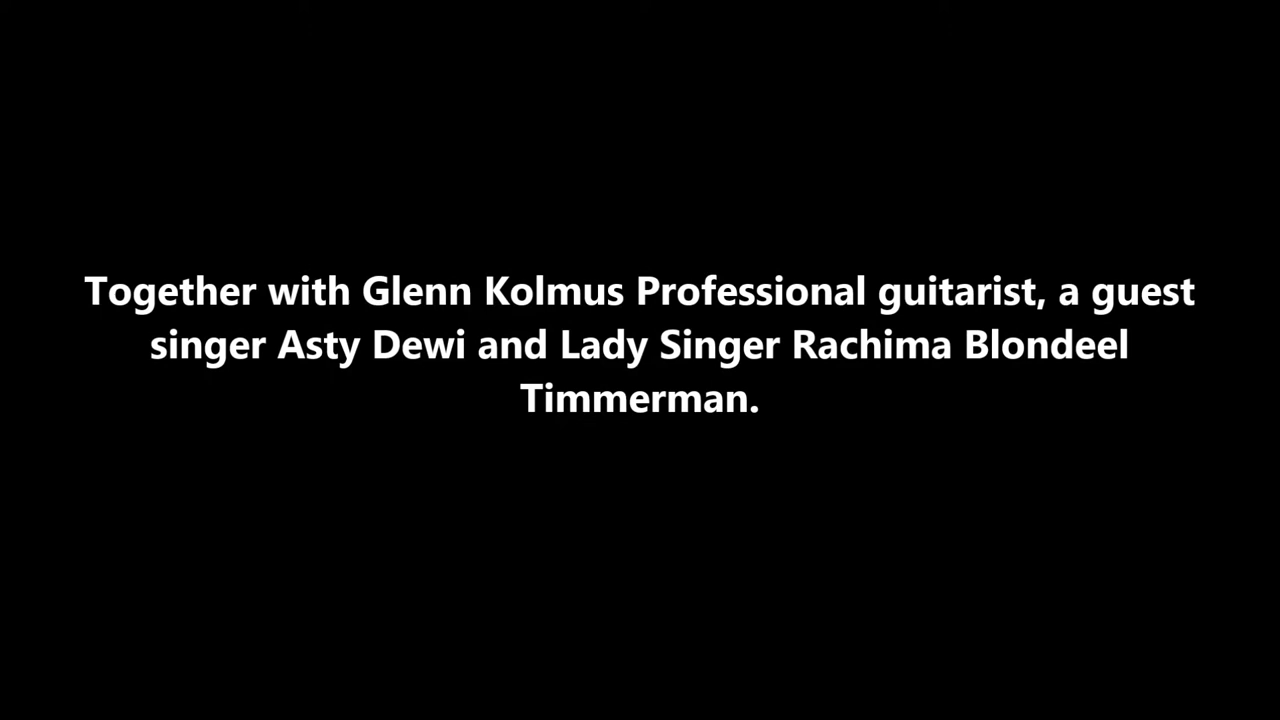 Together with Glenn Kolmus Professional guitarist, a guest
singer Asty Dewi and Lady Singer Rachima Blondeel
Timmerman.